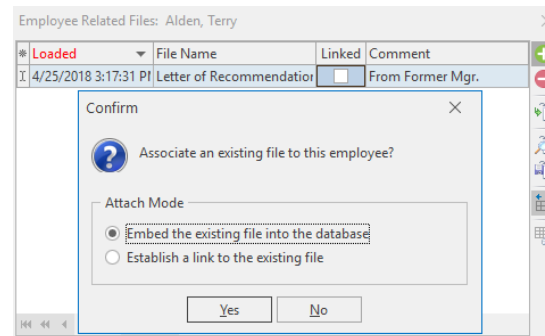 Employee Related Files: Alden, Terry
Loaded File Name Linked Comment
4/25/2018 3:17:31 PM Letter of Recommendation From Former Mgr.
Confirm
Associate an existing file to this employee?
Attach Mode
Embed the existing file into the database
Establish a link to the existing file
Yes No